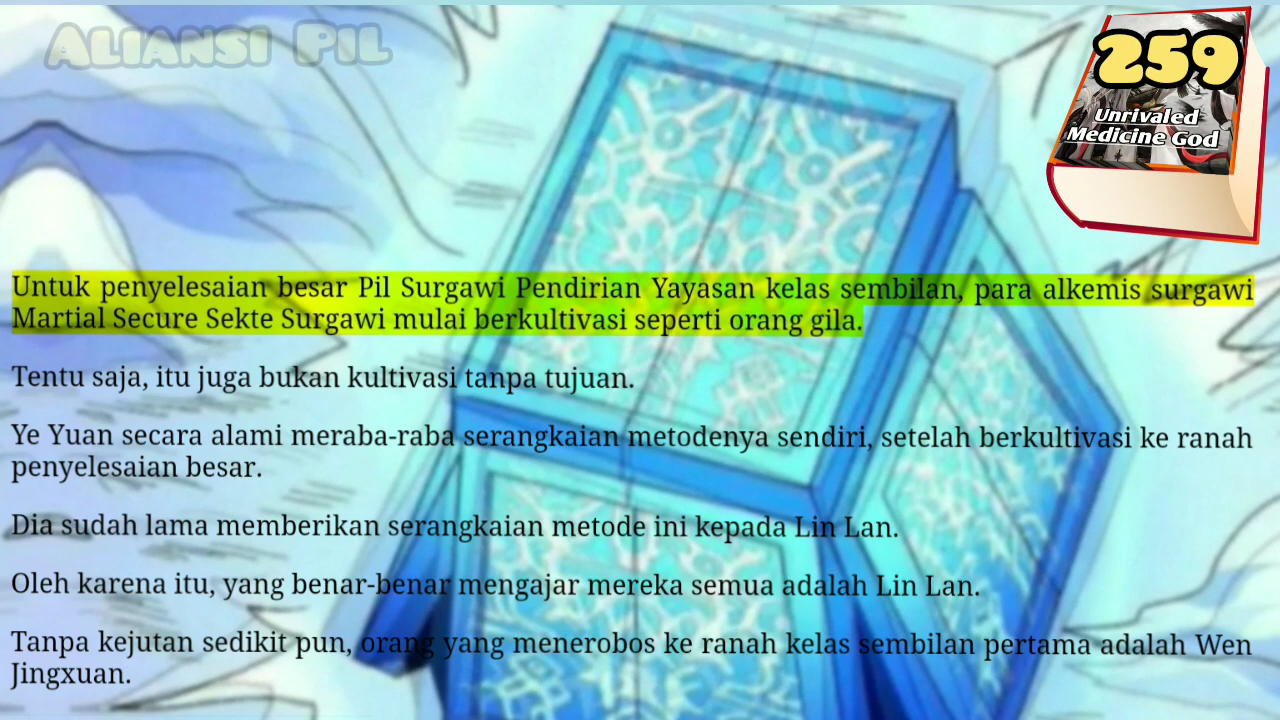 Aliansi Pil
259
Unrivaled
Medicine God
Untuk penyelesaian besar Pil Surgawi Pendirian Yayasan kelas sembilan, para alkemis surgawi
Martial Secure Sekte Surgawi mulai berkultivasi seperti orang gila.
Tentu saja, itu juga bukan kultivasi tanpa tujuan.
Ye Yuan secara alami meraba-raba serangkaian metodenya sendiri, setelah berkultivasi ke ranah
penyelesaian besar.
Dia sudah lama memberikan serangkaian metode ini kepada Lin Lan.
Oleh karena itu, yang benar-benar mengajar mereka semua adalah Lin Lan.
Tanpa kejutan sedikit pun, orang yang menerobos ke ranah kelas sembilan pertama adalah Wen
Jingxuan.